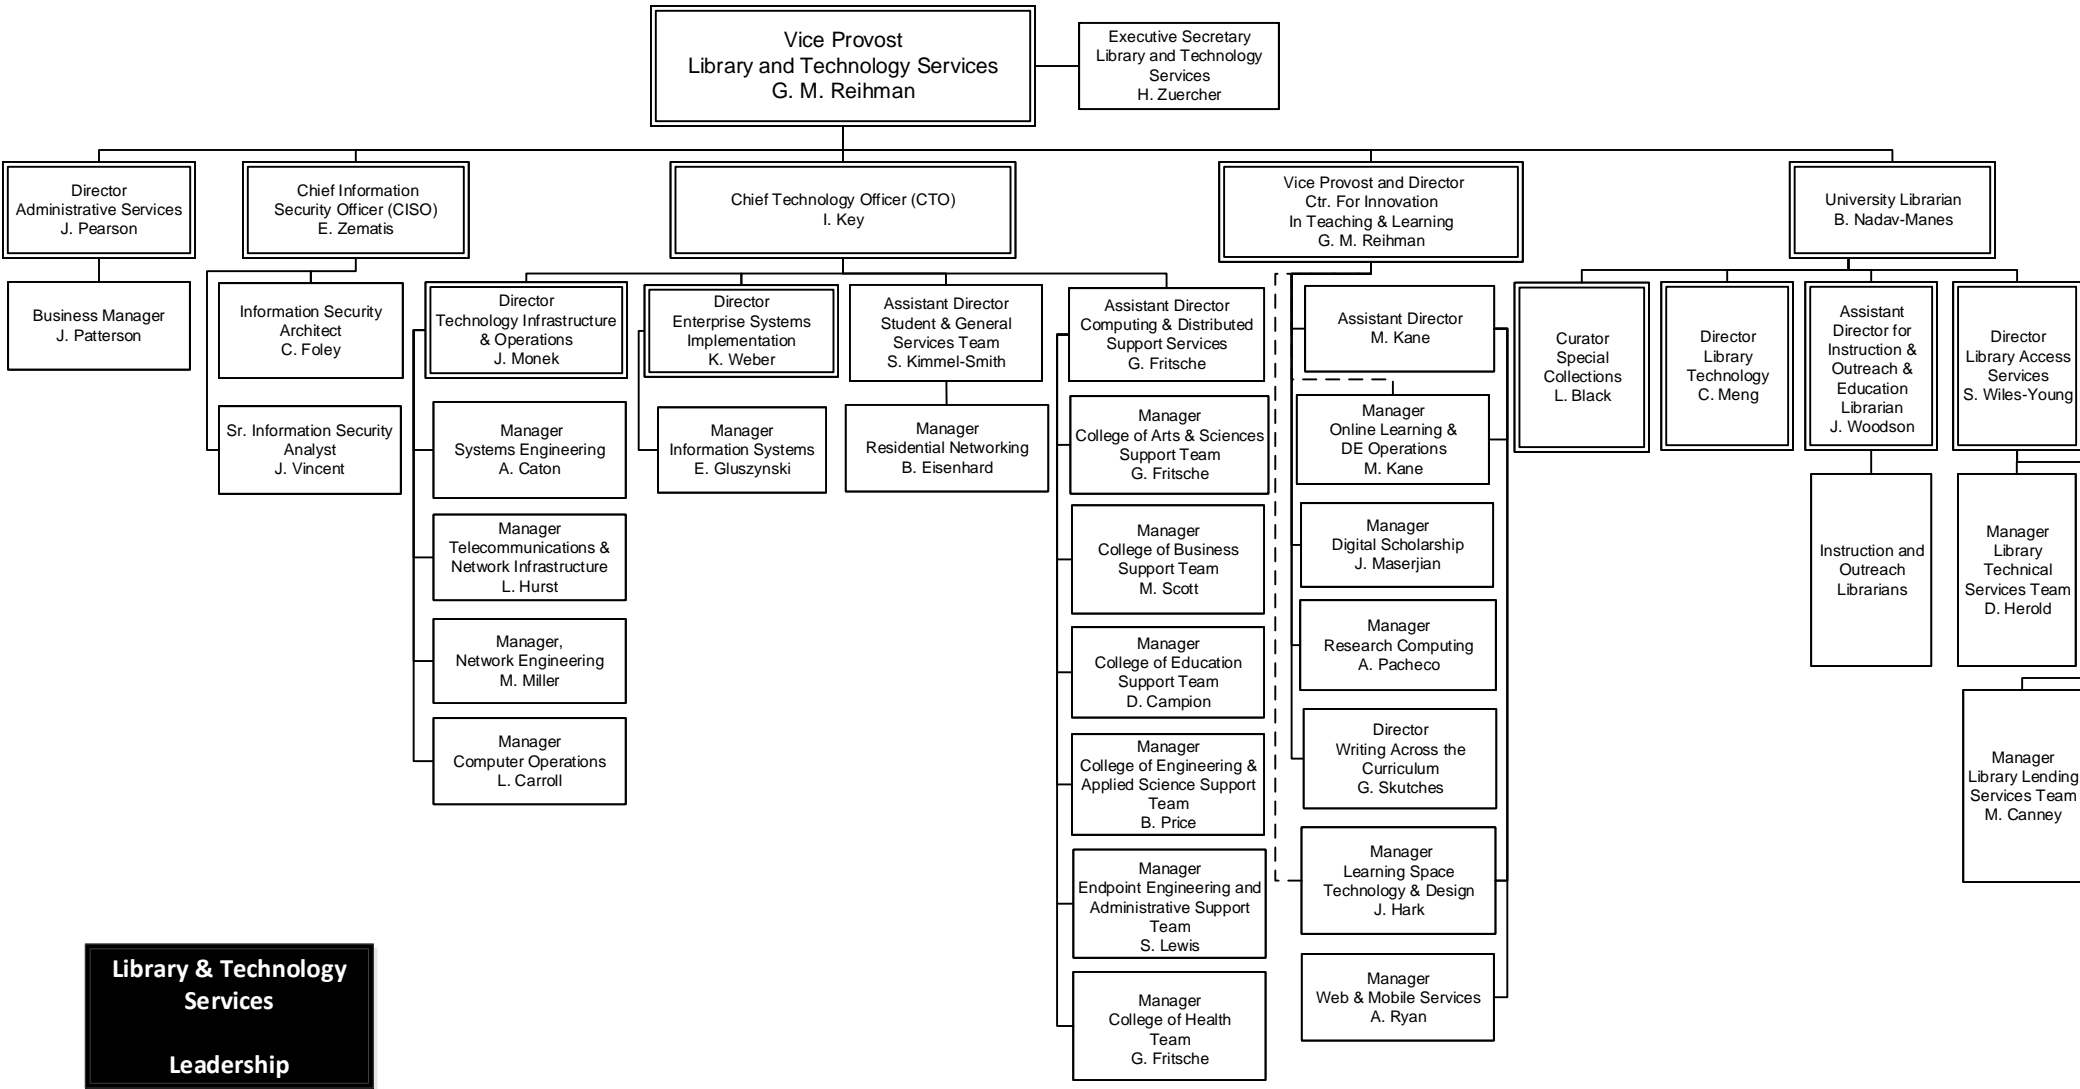 Vice Provost
Library and Technology Services
G. M. Reihman
Executive Secretary
Library and Technology
Services
H. Zuercher
Director
Administrative Services
J. Pearson
Chief Information
Security Officer (CISO)
E. Zematis
Chief Technology Officer (CTO)
I. Key
Vice Provost and Director
Ctr. For Innovation
In Teaching & Learning
G. M. Reihman
University Librarian
B. Nadav-Manes
Business Manager
J. Patterson
Information Security
Architect
C. Foley
Sr. Information Security
Analyst
J. Vincent
Director
Technology Infrastructure
& Operations
J. Monek
Manager
Systems Engineering
A. Caton
Manager
Telecommunications &
Network Infrastructure
L. Hurst
Manager,
Network Engineering
M. Miller
Manager
Computer Operations
L. Carroll
Director
Enterprise Systems
Implementation
K. Weber
Manager
Information Systems
E. Gluszynski
Assistant Director
Student & General
Services Team
S. Kimmel-Smith
Manager
Residential Networking
B. Eisenhard
Assistant Director
Computing & Distributed
Support Services
G. Fritsche
Manager
College of Arts & Sciences
Support Team
G. Fritsche
Manager
College of Business
Support Team
M. Scott
Manager
College of Education
Support Team
D. Campion
Manager
College of Engineering &
Applied Science Support
Team
B. Price
Manager
Endpoint Engineering and
Administrative Support
Team
S. Lewis
Manager
College of Health
Team
G. Fritsche
Assistant Director
M. Kane
Manager
Online Learning &
DE Operations
M. Kane
Manager
Digital Scholarship
J. Maserjian
Manager
Research Computing
A. Pacheco
Director
Writing Across the
Curriculum
G. Skutches
Manager
Learning Space
Technology & Design
J. Hark
Manager
Web & Mobile Services
A. Ryan
Curator
Special
Collections
L. Black
Director
Library
Technology
C. Meng
Assistant
Director for
Instruction &
Outreach &
Education
Librarian
J. Woodson
Instruction and
Outreach
Librarians
Director
Library Access
Services
S. Wiles-Young
Manager
Library
Technical
Services Team
D. Herold
Manager
Library Lending
Services Team
M. Canney
Library & Technology
Services
Leadership